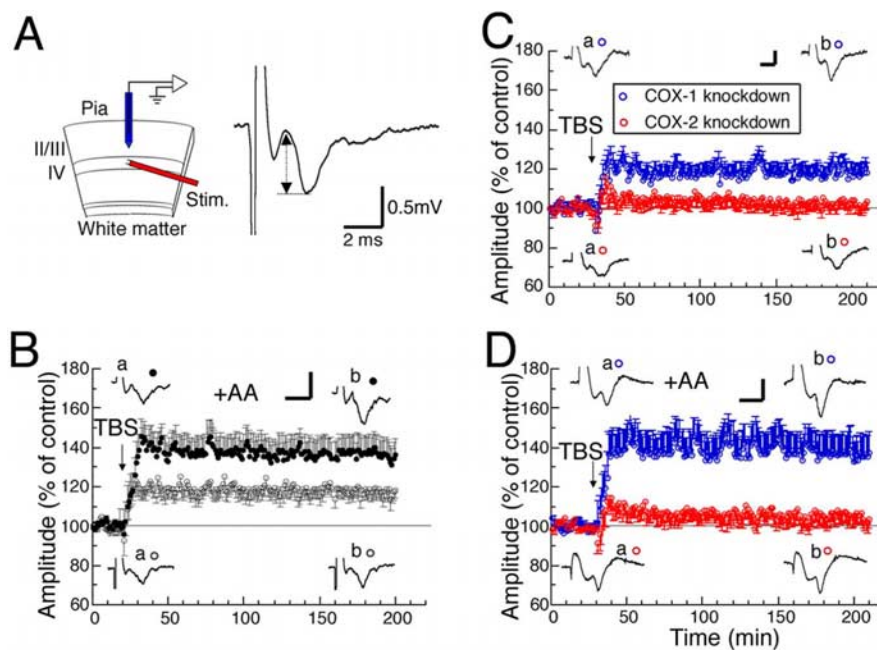 A
Pia
II/III
IV
Stim.
White matter
0.5mV
2 ms
B
Amplitude (% of control)
180
160
140
120
100
80
60
a
+AA
b
TBS
a
b
0 50 100 150 200
C
Amplitude (% of control)
180
160
140
120
100
80
60
a
b
COX-1 knockdown
COX-2 knockdown
TBS
a
b
0 50 100 150 200
D
Amplitude (% of control)
180
160
140
120
100
80
60
a
+AA
b
TBS
a
b
0 50 100 150 200
Time (min)